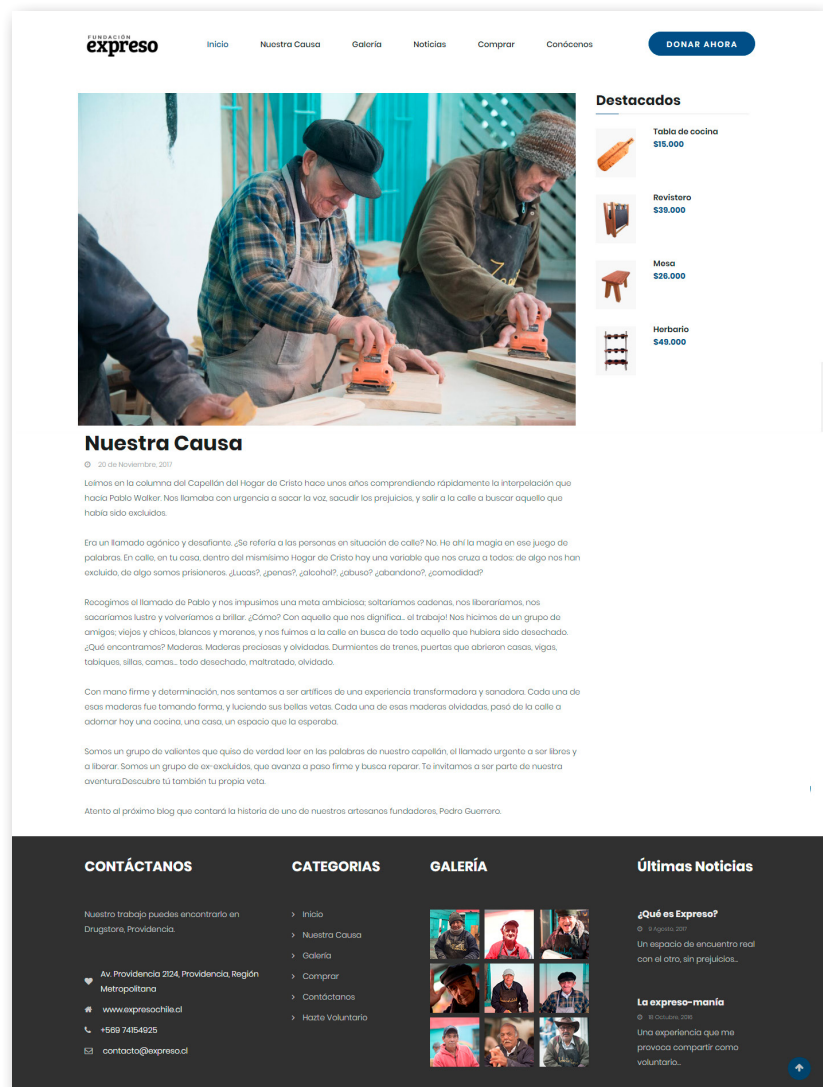 FUNDACIÓN
expreso
Inicio
Nuestra Causa
Galería
Noticias
Comprar
Conócenos
DONAR AHORA
Destacados
Tabla de cocina
$15.000
Revistero
$39.000
Mesa
$26.000
Herbario
$49.000
Nuestra Causa
20 de Noviembre, 2017
Leímos en la columna del Capellán del Hogar de Cristo hace unos años comprendiendo rápidamente la interpelación que
hacía Pablo Walker. Nos llamaba con urgencia a sacar la voz, sacudir los prejuicios, y salir a la calle a buscar aquello que
había sido excluidos.
Era un llamado agónico y desafiante, ¿Se refería a las personas en situación de calle? No. He ahí la magia en ese juego de
palabras. En calle, en tu casa, dentro del mismísimo Hogar de Cristo hay una variable que nos cruza a todos: de algo nos han
excluido, de algo somos prisioneros. ¿Lucas?, ¿penas?, ¿alcohol?, ¿abuso? ¿abandono?, ¿comodidad?
Recogimos el llamado de Pablo y nos impusimos una meta ambiciosa; soltaríamos cadenas, nos liberaríamos, nos
sacaríamos lustre y volveríamos a brillar. ¿Cómo? Con aquello que nos dignifica... el trabajo! Nos hicimos de un grupo de
amigos; viejos y chicos, blancos y morenos, y nos fuimos a la calle en busca de todo aquello que hubiera sido desechado.
¿Qué encontramos? Maderas. Maderas preciosas y olvidadas. Durmientes de trenes, puertas que abrieron casas, vigas,
tabiques, sillas, camas... todo desechado, maltratado, olvidado.
Con mano firme y determinación, nos sentamos a ser artífices de una experiencia transformadora y sanadora. Cada una de
esas maderas fue tomando forma, y luciendo sus bellas vetas. Cada una de esas maderas olvidadas, pasó de la calle a
adornar hoy una cocina, una casa, un espacio que la esperaba.
Somos un grupo de valientes que quiso de verdad leer en las palabras de nuestro capellán, el llamado urgente a ser libres y
a liberar. Somos un grupo de ex-excluidos, que avanza a paso firme y busca reparar. Te invitamos a ser parte de nuestra
aventura.Descubre tú también tu propia veta.
Atento al próximo blog que contará la historia de uno de nuestros artesanos fundadores, Pedro Guerrero.
CONTÁCTANOS
Nuestro trabajo puedes encontrarlo en
Drugstore, Providencia.
Av. Providencia 2124, Providencia, Región
Metropolitana
www.expresochile.cl
+569 74154925
contacto@expreso.cl
CATEGORIAS
Inicio
Nuestra Causa
Galería
Comprar
Contáctanos
Hazte Voluntario
GALERÍA
Últimas Noticias
¿Qué es Expreso?
9 Agosto, 2017
Un espacio de encuentro real
con el otro, sin prejuicios...
La expreso-manía
18 Octubre, 2016
Una experiencia que me
provoca compartir como
voluntario...